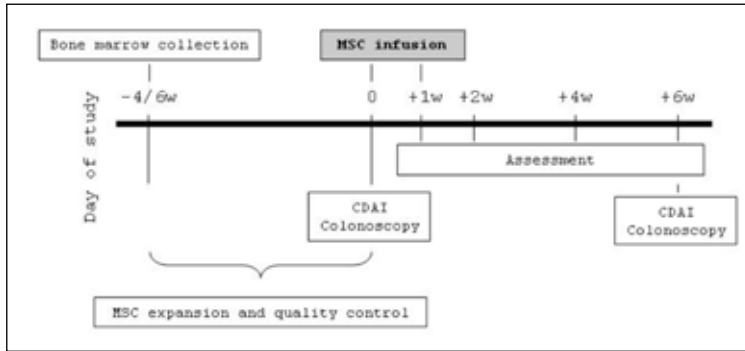 Bone marrow collection
MSC infusion
-4/6w
0
+1w
+2w
+4w
+6w
Day of study
Assessment
CDAI
Colonoscopy
CDAI
Colonoscopy
MSC expansion and quality control